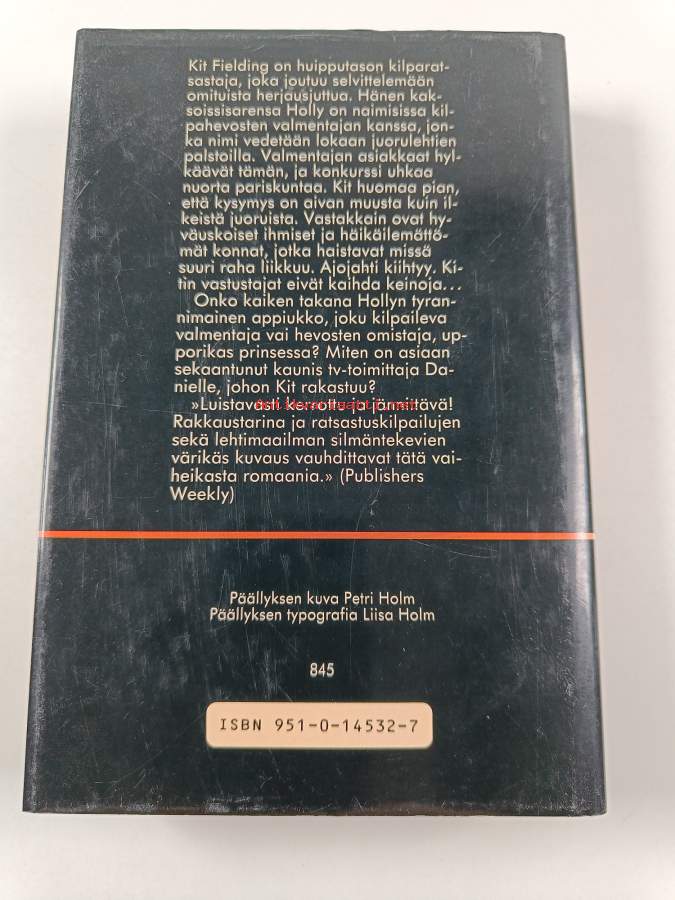 Kit Fielding on huipputason kilparat-
sastaja, joka joutuu selvittelemään
omituista herjausjuttua. Hänen kak-
soissisarensa Holly on naimisissa kil-
pahevosten valmentajan kanssa, jon-
ka nimi vedetään lokaan juorulehtien
palstoilla. Valmentajan asiakkaat hyl-
käävät tämän, ja konkurssi uhkaa
nuorta pariskuntaa. Kit huomaa pian,
että kysymys on aivan muusta kuin il-
keistä juoruista. Vastakkain ovat hy-
väuskoiset ihmiset ja häikäilemättö-
mät konnat, jotka haistavat missä
suuri raha liikkuu. Ajojahti kiihtyy. Ki-
tin vastustajat eivät kaihda keinoja...
Onko kaiken takana Hollyn tyran-
nimainen appiukko, joku kilpaileva
valmentaja vai hevosten omistaja, up-
porikas prinsessa? Miten on asiaan
sekaantunut kaunis tv-toimittaja Da-
nielle, johon Kit rakastuu?
»Luistavasti kerrottu ja jännittävä!
Rakkaustarina ja ratsastuskilpailujen
sekä lehtimaailman silmäntekevien
värikäs kuvaus vauhdittavat tätä vai-
heikasta romaania.» (Publishers
Weekly)
Päällyksen kuva Petri Holm
Päällyksen typografia Liisa Holm
845
ISBN 951-0-14532-7